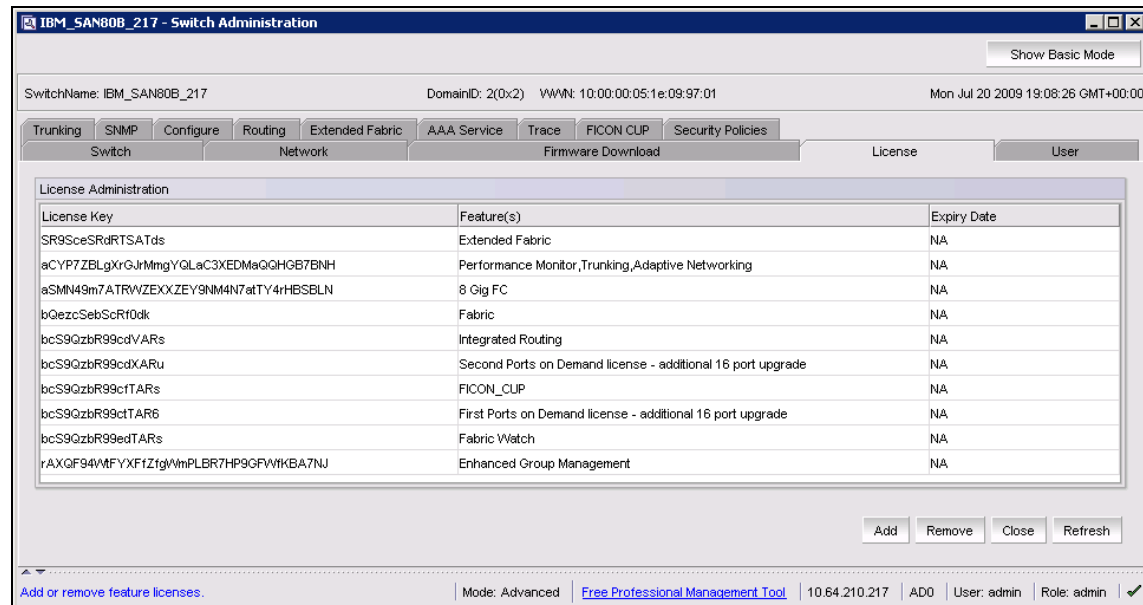 IBM_SAN80B_217 - Switch Administration
Show Basic Mode
SwitchName: IBM_SAN80B_217 DomainID: 2(0x2) WWN: 10:00:00:05:1e:09:97:01 Mon Jul 20 2009 19:08:26 GMT+00:00
Trunking SNMP Configure Routing Extended Fabric AAA Service Trace FICON CUP Security Policies
Switch Network Firmware Download License User
License Administration
License Key Feature(s) Expiry Date
SR9SceSRdRTSATds Extended Fabric NA
aCYP7ZBLgXrGJrMmgYQLaC3XEDMaQQHGB7BNH Performance Monitor,Trunking,Adaptive Networking NA
aSMN49m7ATRWZEXXZEY9NM4N7atTY4rHBSBLN 8 Gig FC NA
bQezcSebScRf0dk Fabric NA
bcS9QzbR99cdVARs Integrated Routing NA
bcS9QzbR99cdXARu Second Ports on Demand license - additional 16 port upgrade NA
bcS9QzbR99cfTARs FICON_CUP NA
bcS9QzbR99ctTAR6 First Ports on Demand license - additional 16 port upgrade NA
bcS9QzbR99edTARs Fabric Watch NA
rAXQF94WtFYXFfZfgWmPLBR7HP9GFWfKBA7NJ Enhanced Group Management NA
Add Remove Close Refresh
Add or remove feature licenses. Mode: Advanced Free Professional Management Tool 10.64.210.217 AD0 User: admin Role: admin